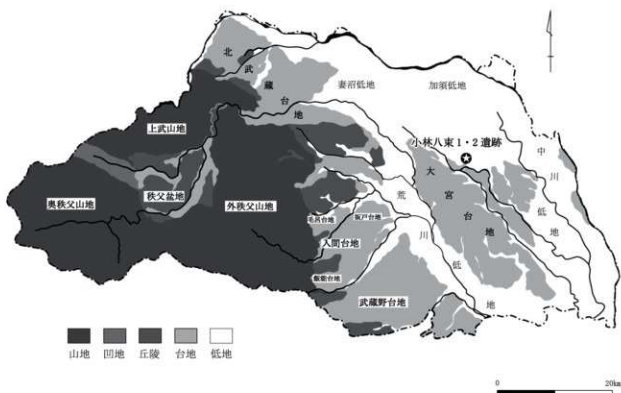 北武蔵台地
妻沼低地
加須低地
上武山地
小林八束1・2遺跡
中川低地
大宮台地
秩父盆地
奥秩父山地
外秩父山地
荒川低地
毛呂台地
坂戸台地
入間台地
飯能台地
武蔵野台地
山地 凹地 丘陵 台地 低地
0 20km